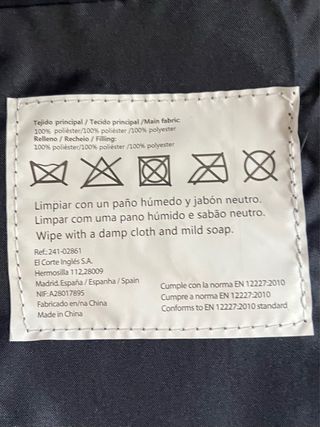 Tejido principal / Tecido principal /Main fabric:
100% poliéster/100% poliéster /100% polyester
Relleno / Recheio / Filling:
100% poliéster/100% poliéster /100% polyester
Limpiar con un paño húmedo y jabón neutro.
Limpar com uma pano húmido e sabão neutro.
Wipe with a damp cloth and mild soap.
Ref.: 241-02861
El Corte Inglés S.A.
Hermosilla 112,28009
Madrid. España / Espanha / Spain
NIF: A28017895
Fabricado en/na China
Made in China
Cumple con la norma EN 12227:2010
Cumpre a norma EN 12227:2010
Conforms to EN 12227:2010 standard